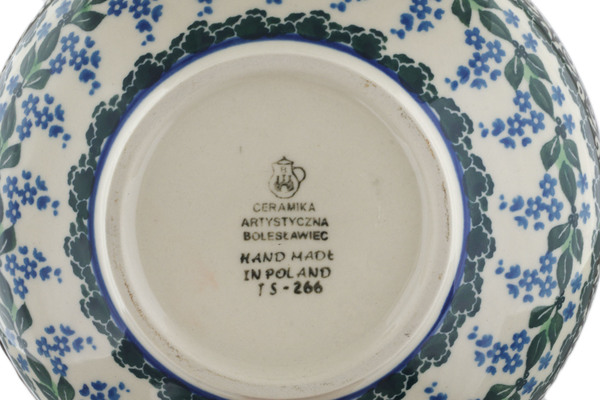 CERAMIKA
ARTYSTYCZNA
BOLESŁAWIEC
HAND MADE
IN POLAND
TS-266